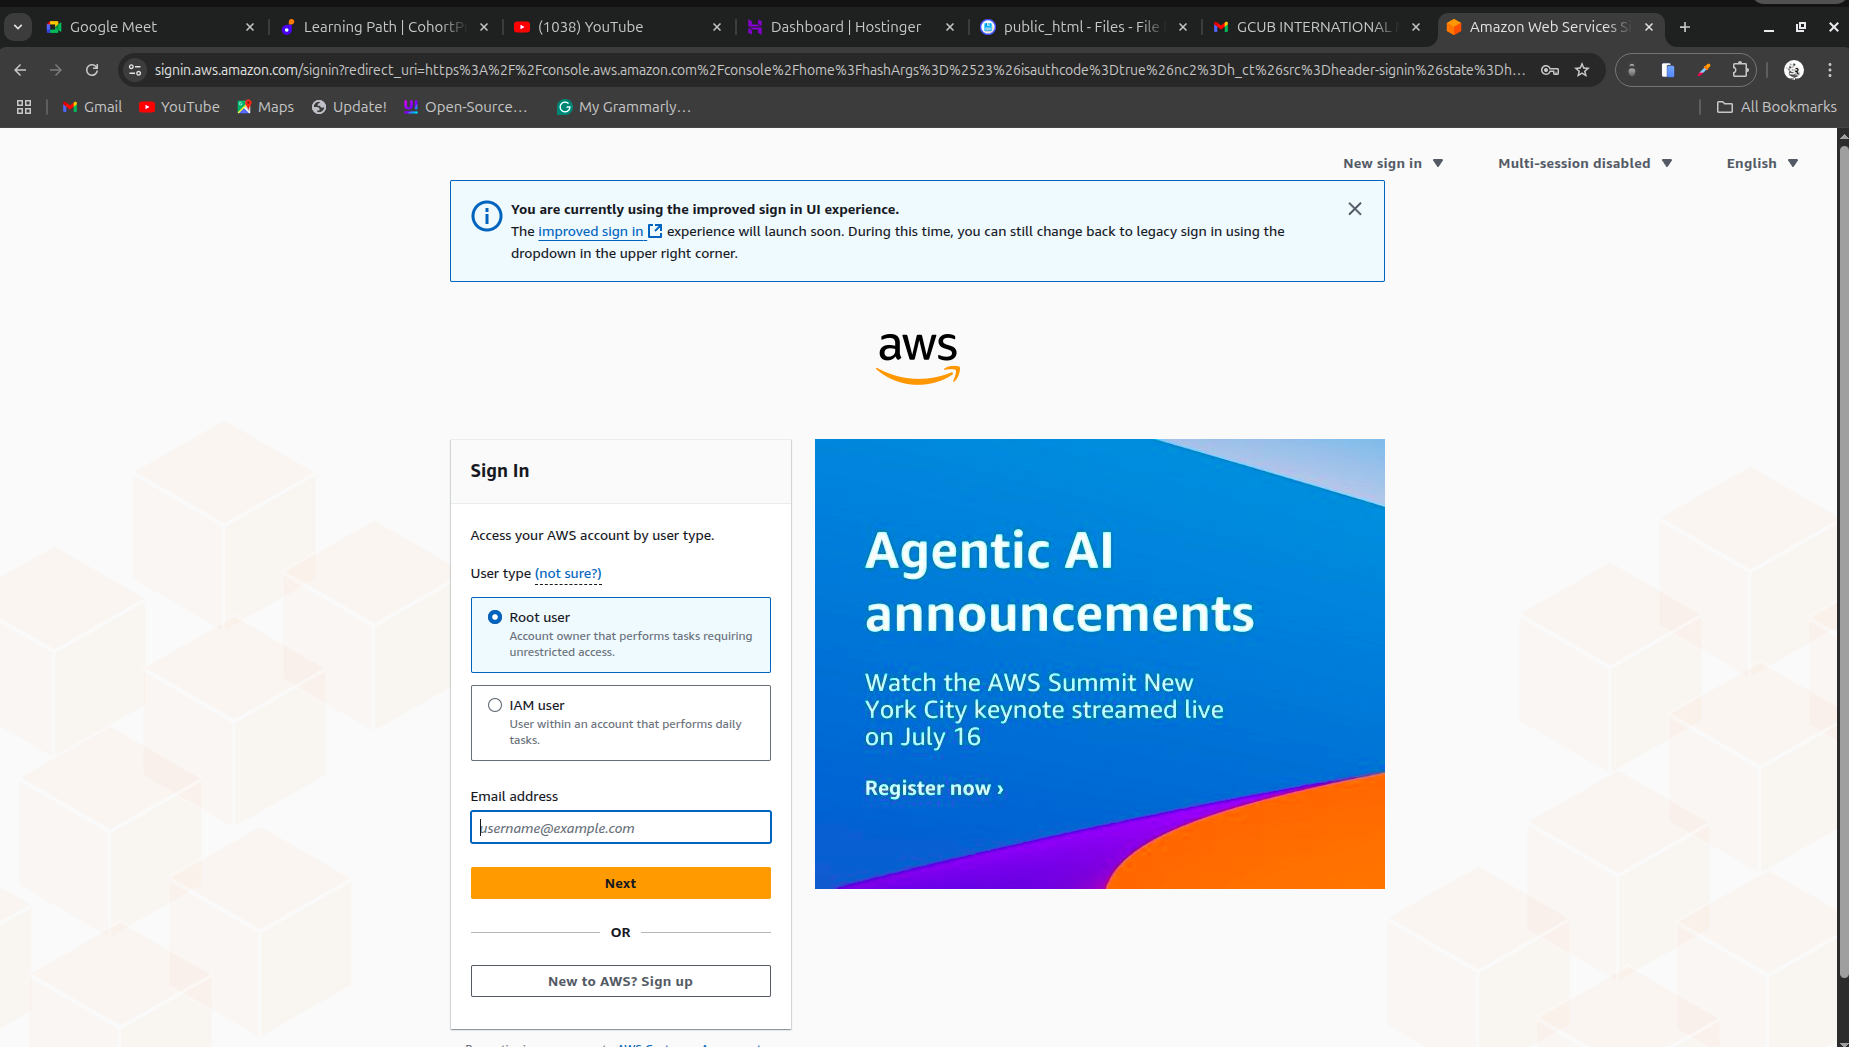 Google Meet
Learning Path | CohortP
(1038) YouTube
Dashboard | Hostinger
public_html - Files - File
GCUB INTERNATIONAL
Amazon Web Services Si
signin.aws.amazon.com/signin?redirect_uri=https%3A%2F%2Fconsole.aws.amazon.com%2Fconsole%2Fhome%3FhashArgs%3D%2523%26isauthcode%3Dtrue%26nc2%3Dh_ct%26src%3Dheader-signin%26state%3Dh...
Gmail
YouTube
Maps
Update!
Open-Source...
My Grammarly...
All Bookmarks
New sign in
Multi-session disabled
English
You are currently using the improved sign in UI experience.
The improved sign in experience will launch soon. During this time, you can still change back to legacy sign in using the
dropdown in the upper right corner.
aws
Sign In
Access your AWS account by user type.
User type (not sure?)
Root user
Account owner that performs tasks requiring
unrestricted access.
IAM user
User within an account that performs daily
tasks.
Email address
username@example.com
Next
OR
New to AWS? Sign up
Agentic AI
announcements
Watch the AWS Summit New
York City keynote streamed live
on July 16
Register now ›